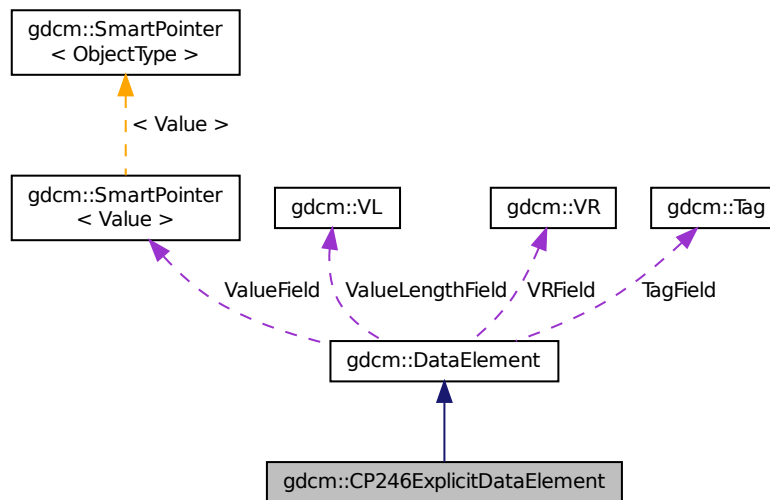 gdcm::SmartPointer
< ObjectType >
< Value >
gdcm::SmartPointer
< Value >
gdcm::VL
gdcm::VR
gdcm::Tag
ValueField
ValueLengthField
VRField
TagField
gdcm::DataElement
gdcm::CP246ExplicitDataElement